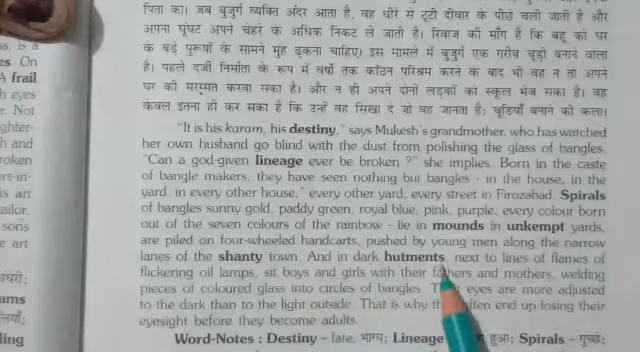 पिता का। जब बुजुर्ग व्यक्ति अंदर आता है, वह धीरे से टूटी दीवार के पीछे चली जाती है और
अपना घूंघट अपने चेहरे के अधिक निकट ले जाती है। रिवाज की माँग है कि बहू को घर
के बड़े पुरूषों के सामने मुंह ढ़कना चाहिए। इस मामले में बुजुर्ग एक गरीब चूड़ी बनाने वाला
है। पहले दर्जी निर्माता के रूप में वर्षों तक कठिन परिश्रम करने के बाद भी वह न तो अपने
घर की मरम्मत करवा सका है। और न ही अपने दोनों लड़कों को स्कूल भेज सका है। वह
केवल इतना ही कर सका है कि उन्हें वह सिखा दे जो वह जानता है; चूडियाँ बनाने की कला।
"It is his karam, his destiny," says Mukesh's grandmother, who has watched
her own husband go blind with the dust from polishing the glass of bangles.
"Can a god-given lineage ever be broken ?" she implies. Born in the caste
of bangle makers, they have seen nothing but bangles - in the house, in the
yard, in every other house," every other yard, every street in Firozabad. Spirals
of bangles sunny gold, paddy green, royal blue, pink, purple, every colour born
out of the seven colours of the rainbow - lie in mounds in unkempt yards,
are piled on four-wheeled handcarts, pushed by young men along the narrow
lanes of the shanty town. And in dark hutments, next to lines of flames of
flickering oil lamps, sit boys and girls with their fathers and mothers, welding
pieces of coloured glass into circles of bangles. eyes are more adjusted
to the dark than to the light outside. That is why often end up losing their
eyesight before they become adults.
Word-Notes : Destiny – fate, भाग्य; Lineage हुआ; Spirals – गुच्छे;
ss, is a
es On
A frail
h eyes
r. Not
ghter-
h and
roken
ers-in-
is an
ailor,
sons
e art
ams
ling